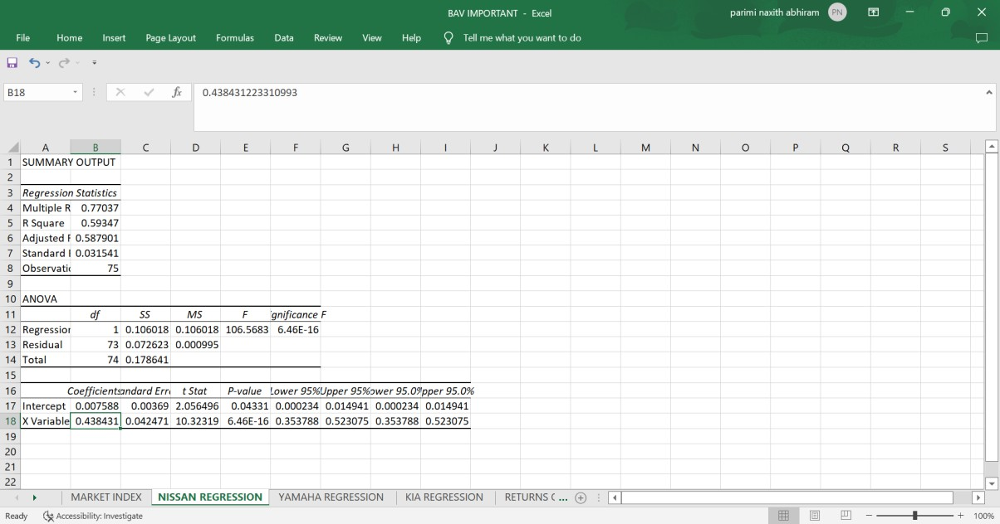 BAV IMPORTANT - Excel
parimi naxith abhiram PN
File Home Insert Page Layout Formulas Data Review View Help Tell me what you want to do
B18 fx 0.438431223310993
A B C D E F G H I J K L M N O P Q R S
1 SUMMARY OUTPUT
2
3 Regression Statistics
4 Multiple R 0.77037
5 R Square 0.59347
6 Adjusted F 0.587901
7 Standard I 0.031541
8 Observatio 75
9
10 ANOVA
11 df SS MS F ignificance F
12 Regression 1 0.106018 0.106018 106.5683 6.46E-16
13 Residual 73 0.072623 0.000995
14 Total 74 0.178641
15
16 Coefficients andard Erro t Stat P-value Lower 95% Upper 95% ower 95.0% pper 95.0%
17 Intercept 0.007588 0.00369 2.056496 0.04331 0.000234 0.014941 0.000234 0.014941
18 X Variable 0.438431 0.042471 10.32319 6.46E-16 0.353788 0.523075 0.353788 0.523075
19
20
21
22
MARKET INDEX NISSAN REGRESSION YAMAHA REGRESSION KIA REGRESSION RETURNS C ...
Ready Accessibility: Investigate 100%